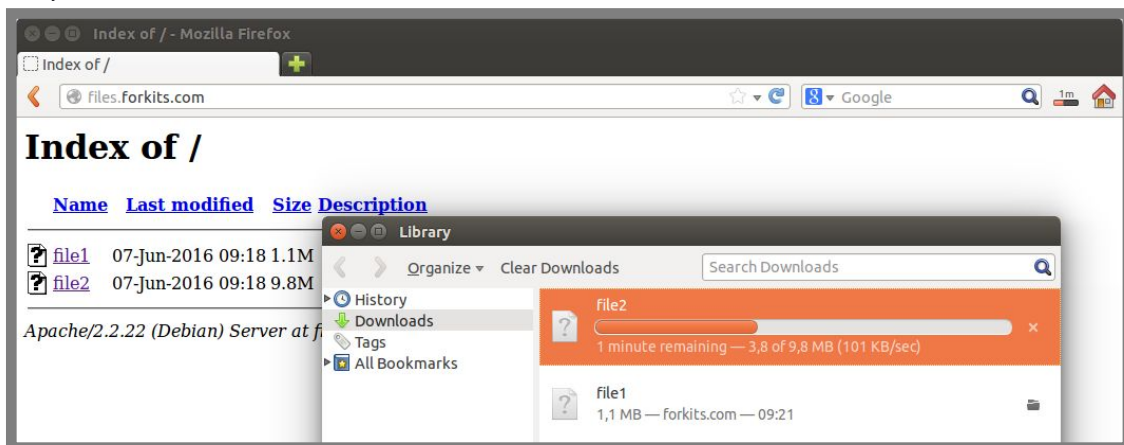 Index of / - Mozilla Firefox
Index of /
files.forkits.com
Google
1m
Index of /
Name Last modified Size Description
file1 07-Jun-2016 09:18 1.1M
file2 07-Jun-2016 09:18 9.8M
Apache/2.2.22 (Debian) Server at
Library
Organize Clear Downloads
Search Downloads
History
Downloads
Tags
All Bookmarks
file2
1 minute remaining — 3,8 of 9,8 MB (101 KB/sec)
file1
1,1 MB — forkits.com — 09:21